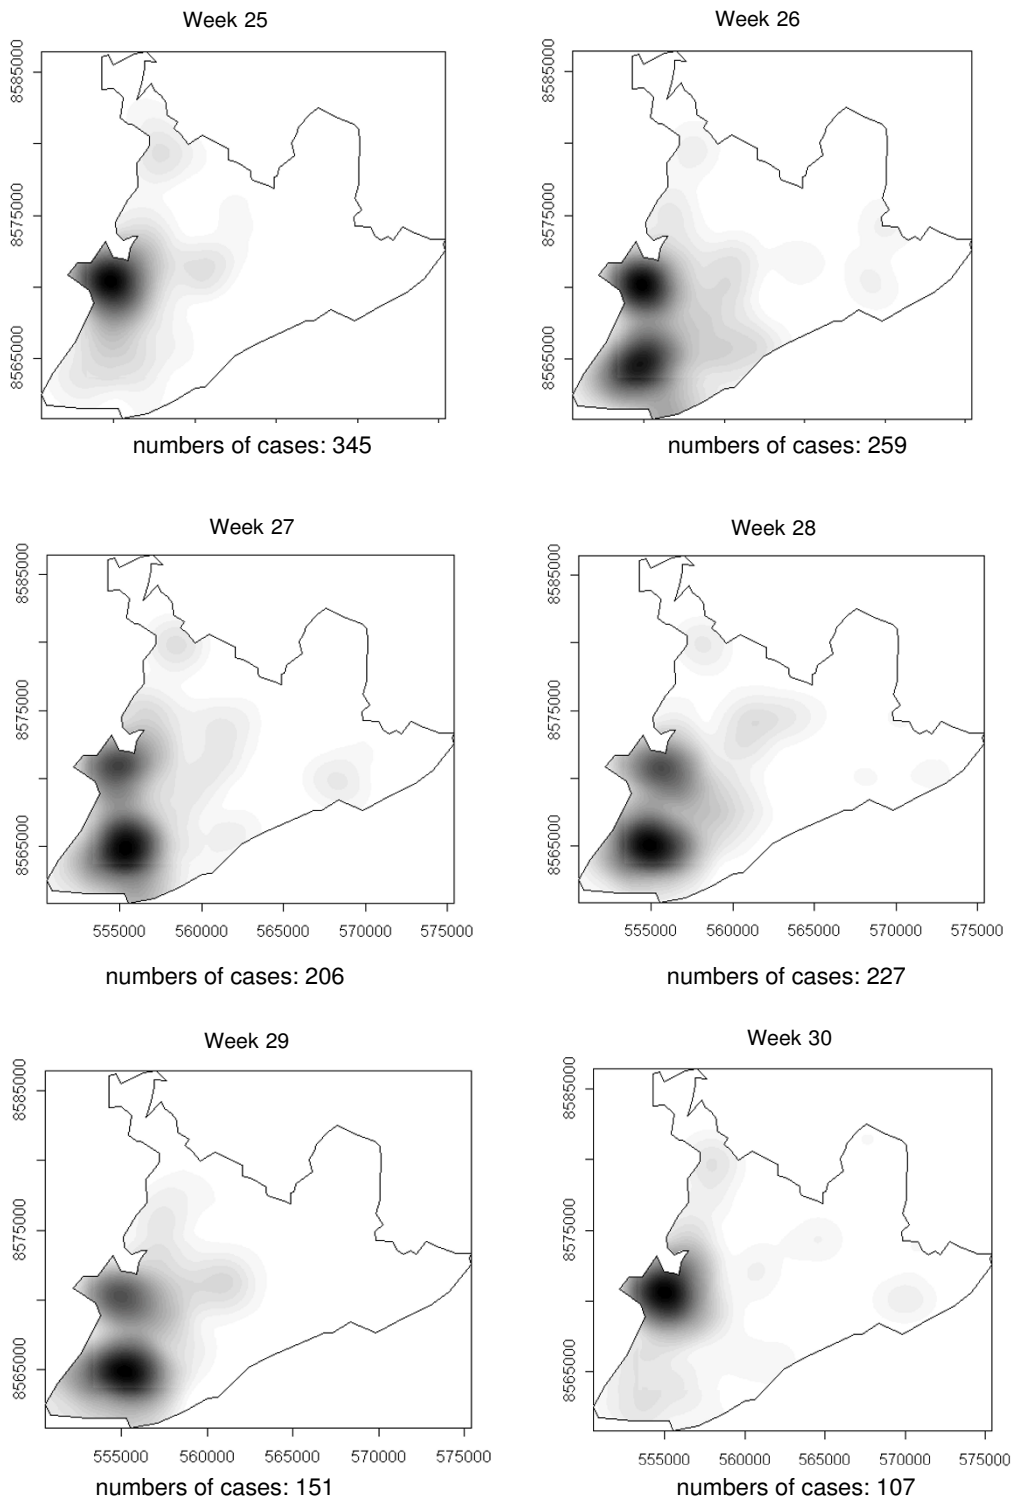 Week 25
Week 26
8585000
8575000
8565000
8585000
8575000
8565000
numbers of cases: 345
numbers of cases: 259
Week 27
Week 28
8585000
8575000
8565000
8585000
8575000
8565000
555000 560000 565000 570000 575000
555000 560000 565000 570000 575000
numbers of cases: 206
numbers of cases: 227
Week 29
Week 30
8585000
8575000
8565000
8585000
8575000
8565000
555000 560000 565000 570000 575000
555000 560000 565000 570000 575000
numbers of cases: 151
numbers of cases: 107